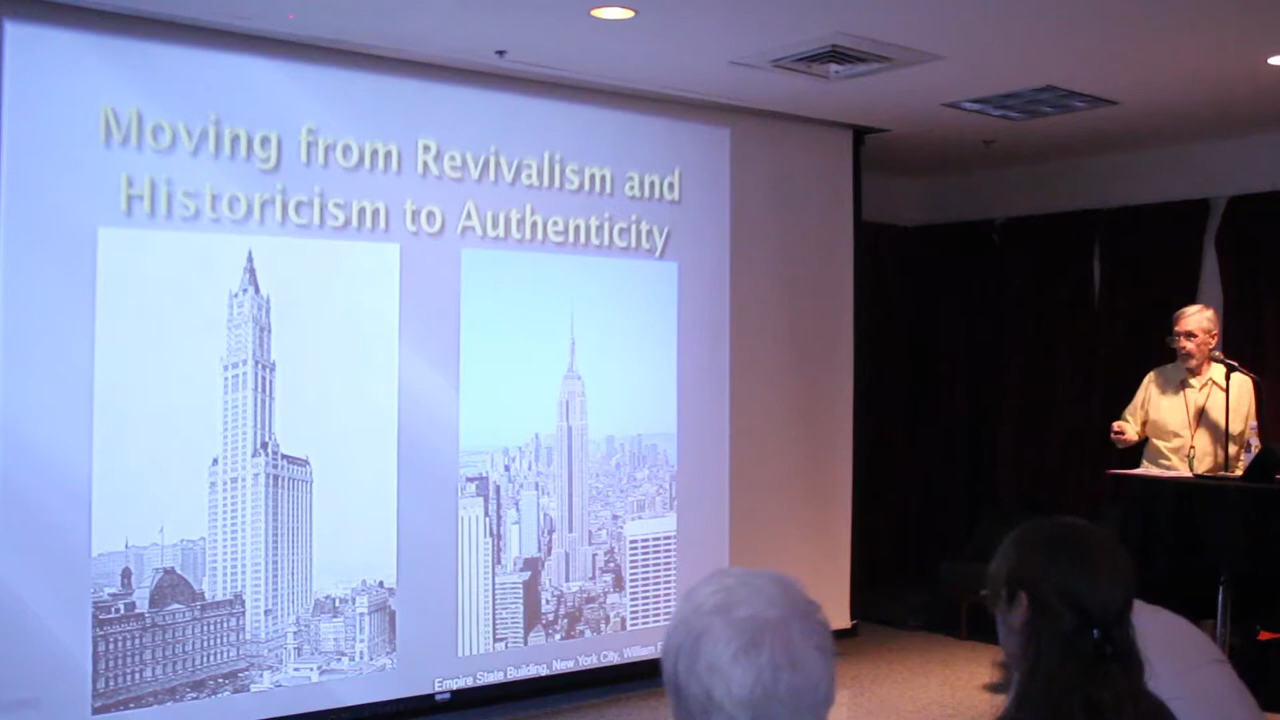 Moving from Revivalism and
Historicism to Authenticity
Empire State Building, New York City, William